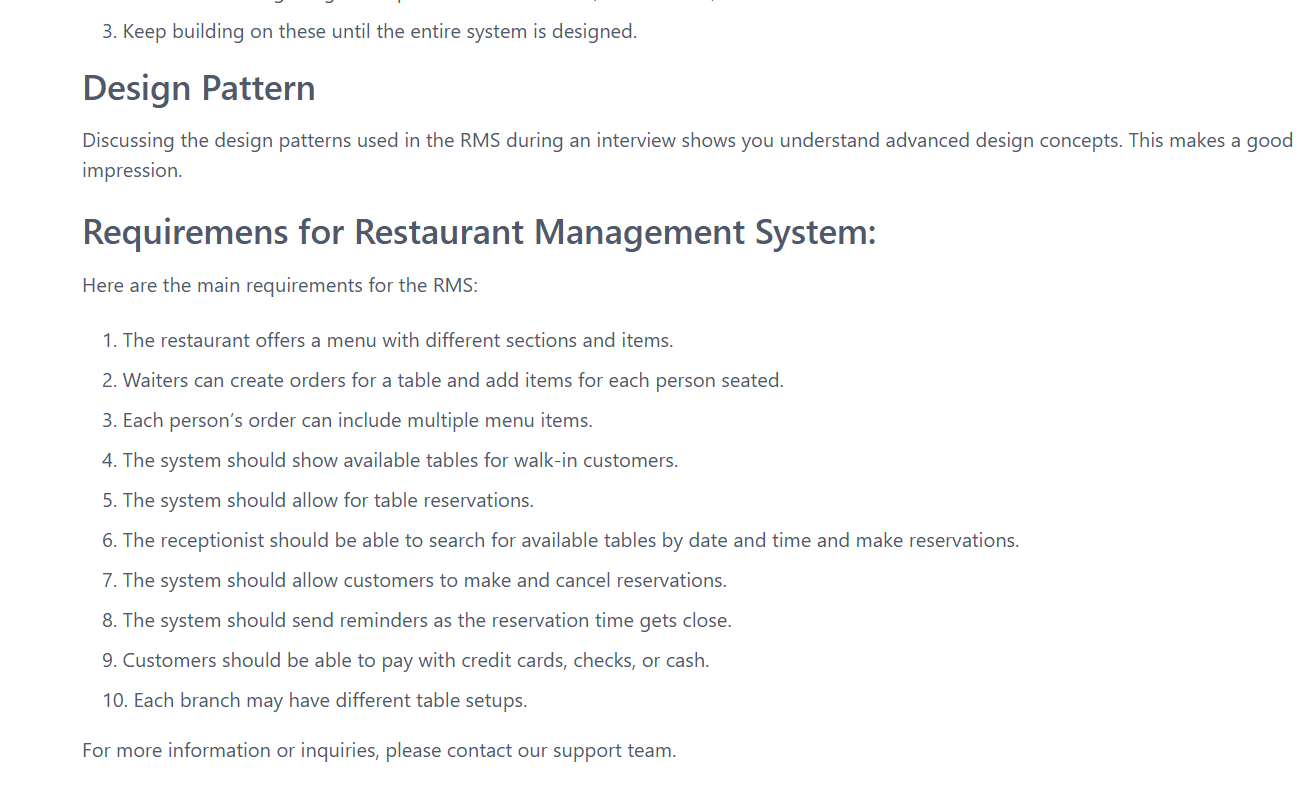 3. Keep building on these until the entire system is designed.
Design Pattern
Discussing the design patterns used in the RMS during an interview shows you understand advanced design concepts. This makes a good
impression.
Requiremens for Restaurant Management System:
Here are the main requirements for the RMS:
1. The restaurant offers a menu with different sections and items.
2. Waiters can create orders for a table and add items for each person seated.
3. Each person’s order can include multiple menu items.
4. The system should show available tables for walk-in customers.
5. The system should allow for table reservations.
6. The receptionist should be able to search for available tables by date and time and make reservations.
7. The system should allow customers to make and cancel reservations.
8. The system should send reminders as the reservation time gets close.
9. Customers should be able to pay with credit cards, checks, or cash.
10. Each branch may have different table setups.
For more information or inquiries, please contact our support team.